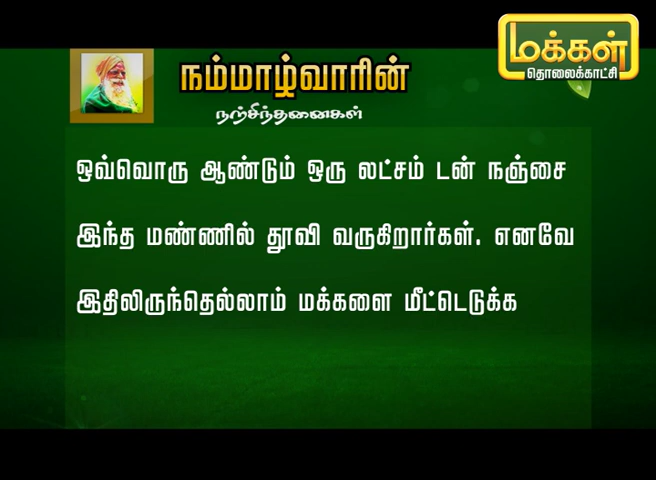 மக்கள்
தொலைக்காட்சி
நம்மாழ்வாரின்
நற்சிந்தனைகள்
ஒவ்வொரு ஆண்டும் ஒரு லட்சம் டன் நஞ்சை
இந்த மண்ணில் தூவி வருகிறார்கள். எனவே
இதிலிருந்தெல்லாம் மக்களை மீட்டெடுக்க